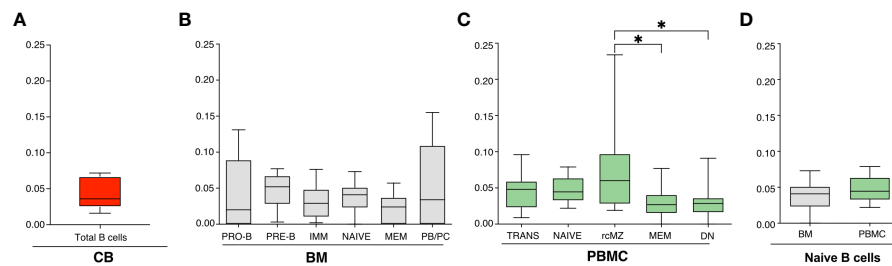 A
0.25
0.20
0.15
0.10
0.05
0.00
Total B cells
CB
B
0.25
0.20
0.15
0.10
0.05
0.00
PRO-B PRE-B IMM NAIVE MEM PB/PC
BM
C
0.25
0.20
0.15
0.10
0.05
0.00
* *
TRANS NAIVE rcMZ MEM DN
PBMC
D
0.25
0.20
0.15
0.10
0.05
0.00
BM PBMC
Naive B cells